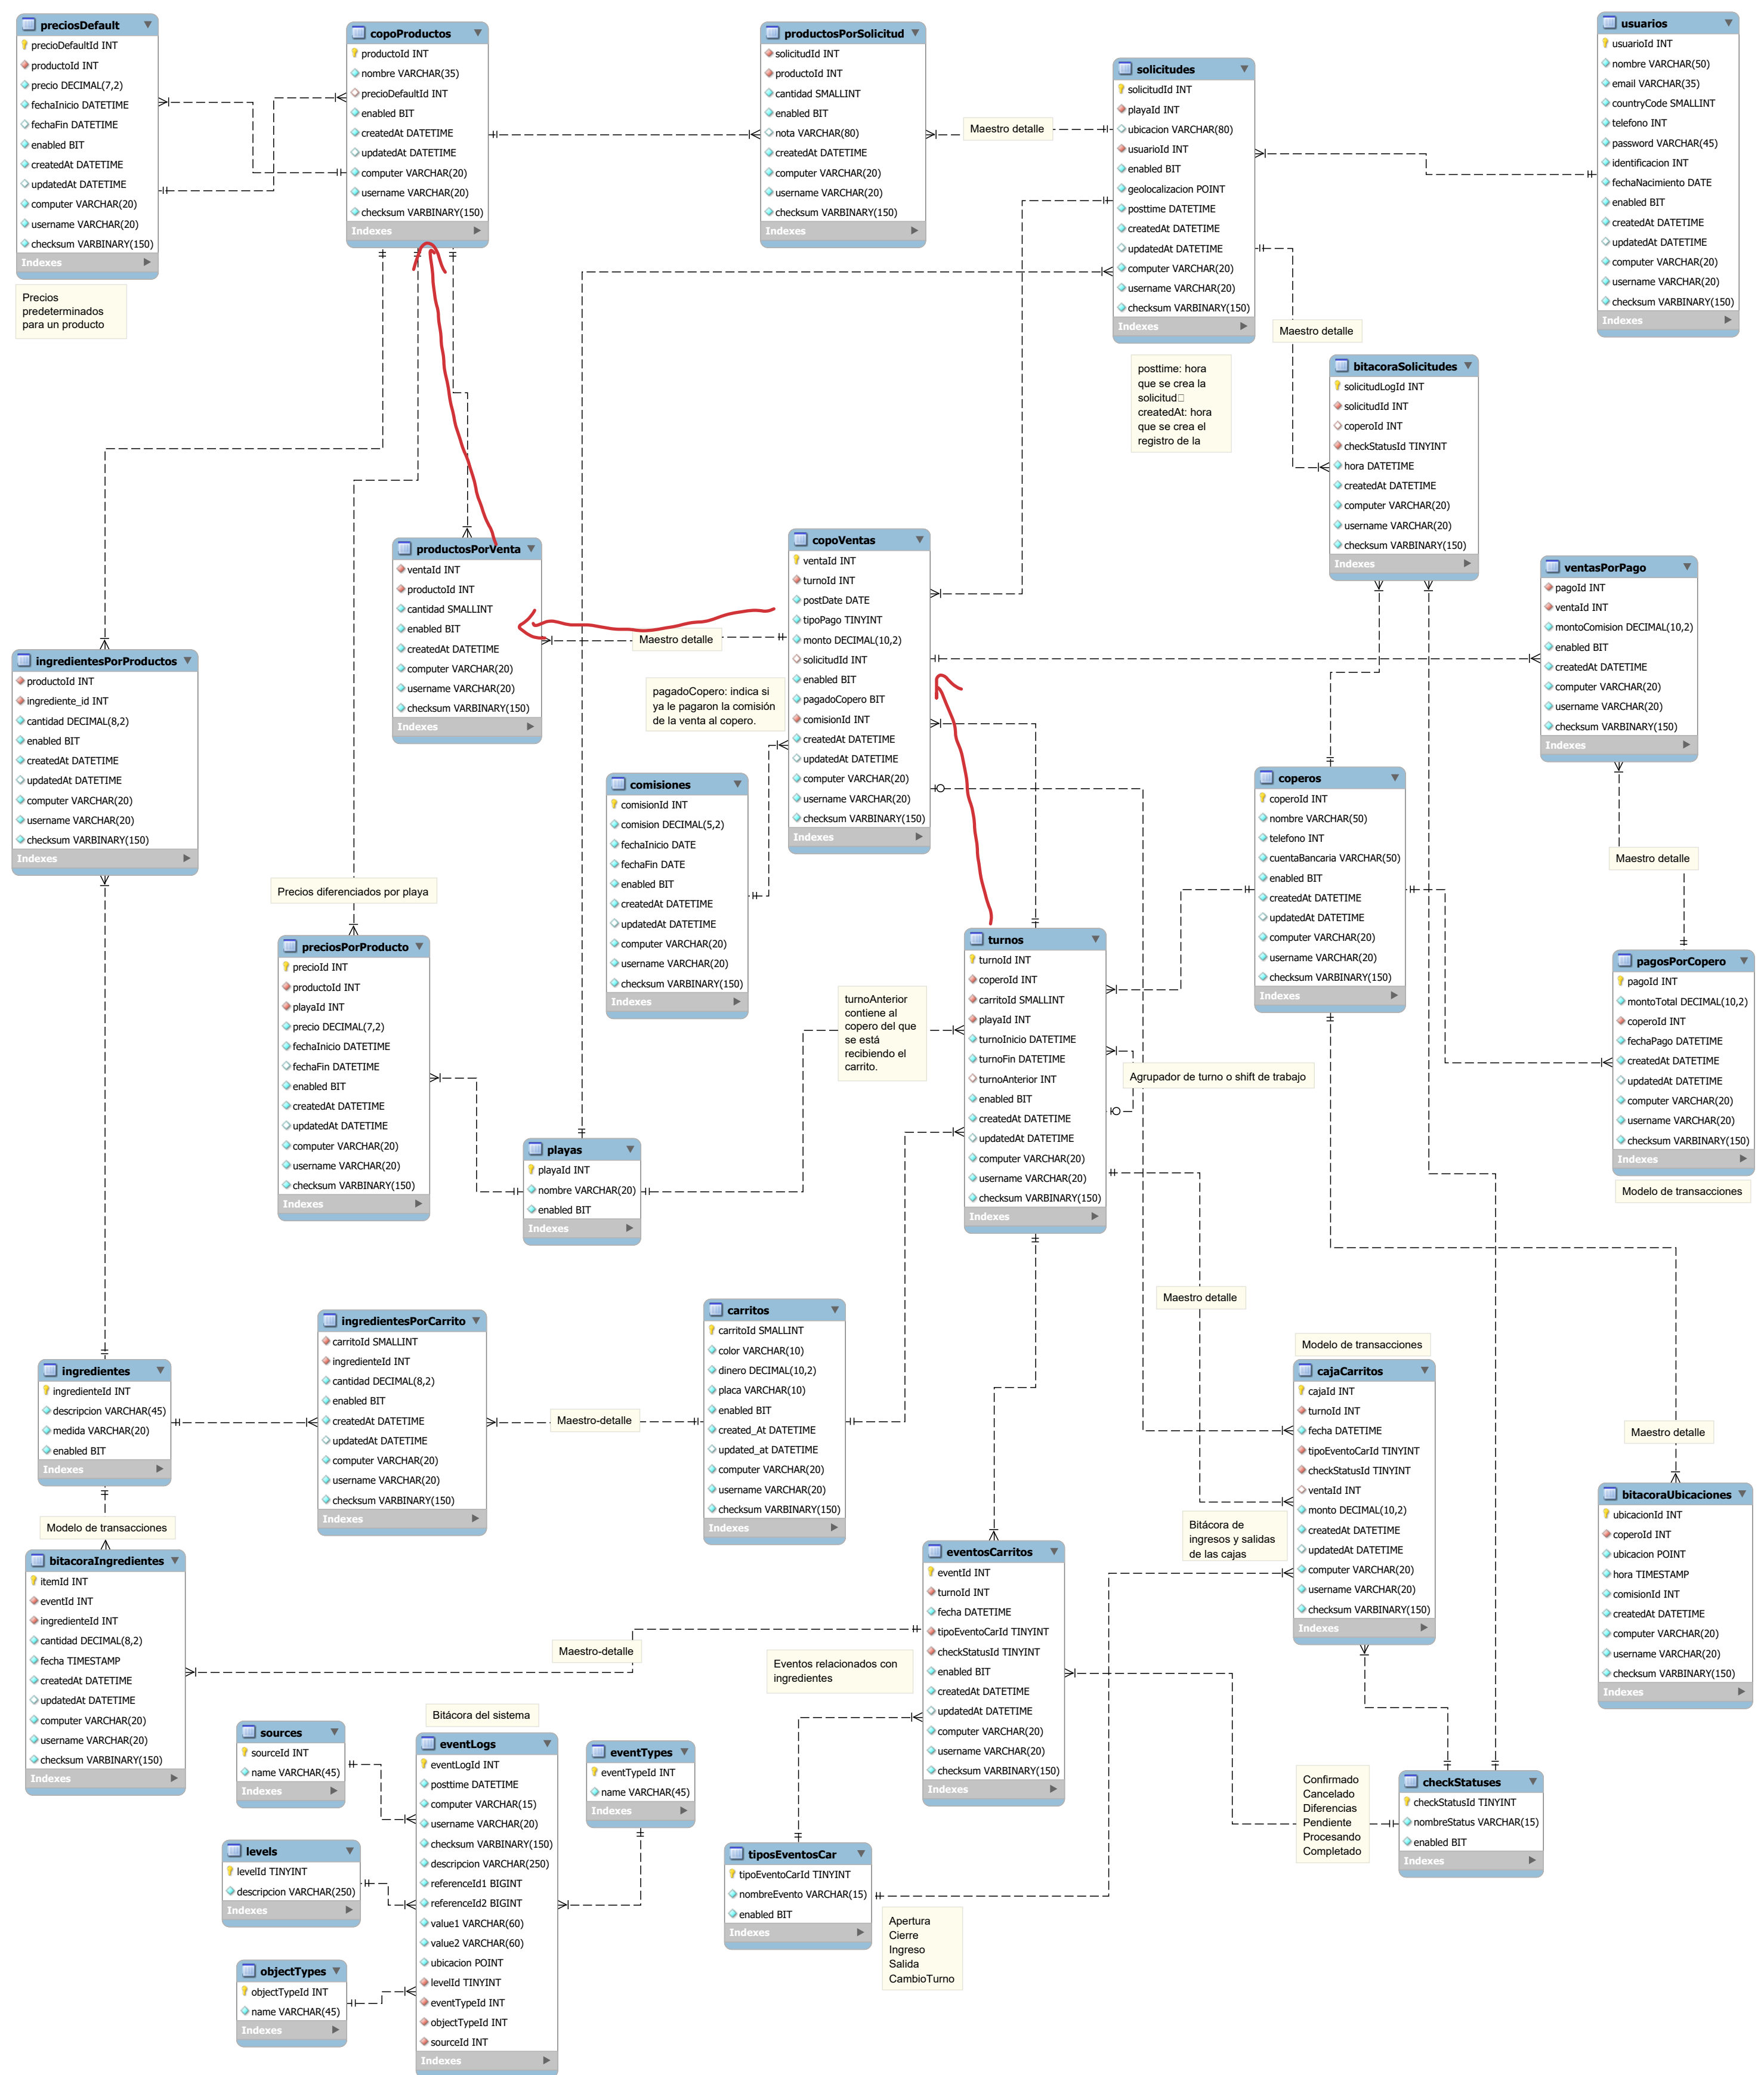 preciosDefault
precioDefaultId INT
productoId INT
precio DECIMAL(7,2)
fechaInicio DATETIME
fechaFin DATETIME
enabled BIT
createdAt DATETIME
updatedAt DATETIME
computer VARCHAR(20)
username VARCHAR(20)
checksum VARBINARY(150)
Indexes
Precios
predeterminados
para un producto
copoProductos
productoId INT
nombre VARCHAR(35)
precioDefaultId INT
enabled BIT
createdAt DATETIME
updatedAt DATETIME
computer VARCHAR(20)
username VARCHAR(20)
checksum VARBINARY(150)
Indexes
productosPorSolicitud
solicitudId INT
productoId INT
cantidad SMALLINT
enabled BIT
nota VARCHAR(80)
createdAt DATETIME
computer VARCHAR(20)
username VARCHAR(20)
checksum VARBINARY(150)
Indexes
Maestro detalle
solicitudes
solicitudId INT
playaId INT
ubicacion VARCHAR(80)
usuarioId INT
enabled BIT
geolocalizacion POINT
posttime DATETIME
createdAt DATETIME
updatedAt DATETIME
computer VARCHAR(20)
username VARCHAR(20)
checksum VARBINARY(150)
Indexes
posttime: hora
que se crea la
solicitud
createdAt: hora
que se crea el
registro de la
usuarios
usuarioId INT
nombre VARCHAR(50)
email VARCHAR(35)
countryCode SMALLINT
telefono INT
password VARCHAR(45)
identificacion INT
fechaNacimiento DATE
enabled BIT
createdAt DATETIME
updatedAt DATETIME
computer VARCHAR(20)
username VARCHAR(20)
checksum VARBINARY(150)
Indexes
Maestro detalle
bitacoraSolicitudes
solicitudLogId INT
solicitudId INT
coperoId INT
checkStatusId TINYINT
hora DATETIME
createdAt DATETIME
computer VARCHAR(20)
username VARCHAR(20)
checksum VARBINARY(150)
Indexes
productosPorVenta
ventaId INT
productoId INT
cantidad SMALLINT
enabled BIT
createdAt DATETIME
computer VARCHAR(20)
username VARCHAR(20)
checksum VARBINARY(150)
Indexes
Maestro detalle
pagadoCopero: indica si
ya le pagaron la comisión
de la venta al copero.
copoVentas
ventaId INT
turnoId INT
postDate DATE
tipoPago TINYINT
monto DECIMAL(10,2)
solicitudId INT
enabled BIT
pagadoCopero BIT
comisionId INT
createdAt DATETIME
updatedAt DATETIME
computer VARCHAR(20)
username VARCHAR(20)
checksum VARBINARY(150)
Indexes
ventasPorPago
pagoId INT
ventaId INT
montoComision DECIMAL(10,2)
enabled BIT
createdAt DATETIME
computer VARCHAR(20)
username VARCHAR(20)
checksum VARBINARY(150)
Indexes
Maestro detalle
ingredientesPorProductos
productoId INT
ingrediente_id INT
cantidad DECIMAL(8,2)
enabled BIT
createdAt DATETIME
updatedAt DATETIME
computer VARCHAR(20)
username VARCHAR(20)
checksum VARBINARY(150)
Indexes
comisiones
comisionId INT
comision DECIMAL(5,2)
fechaInicio DATE
fechaFin DATE
enabled BIT
createdAt DATETIME
updatedAt DATETIME
computer VARCHAR(20)
username VARCHAR(20)
checksum VARBINARY(150)
Indexes
coperos
coperoId INT
nombre VARCHAR(50)
telefono INT
cuentaBancaria VARCHAR(50)
enabled BIT
createdAt DATETIME
updatedAt DATETIME
computer VARCHAR(20)
username VARCHAR(20)
checksum VARBINARY(150)
Indexes
Precios diferenciados por playa
preciosPorProducto
precioId INT
productoId INT
playaId INT
precio DECIMAL(7,2)
fechaInicio DATETIME
fechaFin DATETIME
enabled BIT
createdAt DATETIME
updatedAt DATETIME
computer VARCHAR(20)
username VARCHAR(20)
checksum VARBINARY(150)
Indexes
turnoAnterior
contiene al
copero del que
se está
recibiendo el
carrito.
turnos
turnoId INT
coperoId INT
carritoId SMALLINT
playaId INT
turnoInicio DATETIME
turnoFin DATETIME
turnoAnterior INT
enabled BIT
createdAt DATETIME
updatedAt DATETIME
computer VARCHAR(20)
username VARCHAR(20)
checksum VARBINARY(150)
Indexes
Agrupador de turno o shift de trabajo
pagosPorCopero
pagoId INT
montoTotal DECIMAL(10,2)
coperoId INT
fechaPago DATETIME
createdAt DATETIME
updatedAt DATETIME
computer VARCHAR(20)
username VARCHAR(20)
checksum VARBINARY(150)
Indexes
Modelo de transacciones
playas
playaId INT
nombre VARCHAR(20)
enabled BIT
Indexes
Maestro detalle
ingredientes
ingredienteId INT
descripcion VARCHAR(45)
medida VARCHAR(20)
enabled BIT
Indexes
Modelo de transacciones
ingredientesPorCarrito
carritoId SMALLINT
ingredienteId INT
cantidad DECIMAL(8,2)
enabled BIT
createdAt DATETIME
updatedAt DATETIME
computer VARCHAR(20)
username VARCHAR(20)
checksum VARBINARY(150)
Indexes
Maestro-detalle
carritos
carritoId SMALLINT
color VARCHAR(10)
dinero DECIMAL(10,2)
placa VARCHAR(10)
enabled BIT
created_At DATETIME
updated_at DATETIME
computer VARCHAR(20)
username VARCHAR(20)
checksum VARBINARY(150)
Indexes
Modelo de transacciones
cajaCarritos
cajaId INT
turnoId INT
fecha DATETIME
tipoEventoCarId TINYINT
checkStatusId TINYINT
ventaId INT
monto DECIMAL(10,2)
createdAt DATETIME
updatedAt DATETIME
computer VARCHAR(20)
username VARCHAR(20)
checksum VARBINARY(150)
Indexes
Bitácora de
ingresos y salidas
de las cajas
Maestro detalle
bitacoraUbicaciones
ubicacionId INT
coperoId INT
ubicacion POINT
hora TIMESTAMP
comisionId INT
createdAt DATETIME
computer VARCHAR(20)
username VARCHAR(20)
checksum VARBINARY(150)
Indexes
bitacoraIngredientes
itemId INT
eventId INT
ingredienteId INT
cantidad DECIMAL(8,2)
fecha TIMESTAMP
createdAt DATETIME
updatedAt DATETIME
computer VARCHAR(20)
username VARCHAR(20)
checksum VARBINARY(150)
Indexes
Maestro-detalle
Eventos relacionados con
ingredientes
eventosCarritos
eventId INT
turnoId INT
fecha DATETIME
tipoEventoCarId TINYINT
checkStatusId TINYINT
enabled BIT
createdAt DATETIME
updatedAt DATETIME
computer VARCHAR(20)
username VARCHAR(20)
checksum VARBINARY(150)
Indexes
Bitácora del sistema
sources
sourceId INT
name VARCHAR(45)
Indexes
levels
levelId TINYINT
descripcion VARCHAR(250)
Indexes
objectTypes
objectTypeId INT
name VARCHAR(45)
Indexes
eventLogs
eventLogId INT
posttime DATETIME
computer VARCHAR(15)
username VARCHAR(20)
checksum VARBINARY(150)
descripcion VARCHAR(250)
referenceId1 BIGINT
referenceId2 BIGINT
value1 VARCHAR(60)
value2 VARCHAR(60)
ubicacion POINT
levelId TINYINT
eventTypeId INT
objectTypeId INT
sourceId INT
Indexes
eventTypes
eventTypeId INT
name VARCHAR(45)
Indexes
tiposEventosCar
tipoEventoCarId TINYINT
nombreEvento VARCHAR(15)
enabled BIT
Indexes
Apertura
Cierre
Ingreso
Salida
CambioTurno
Confirmado
Cancelado
Diferencias
Pendiente
Procesando
Completado
checkStatuses
checkStatusId TINYINT
nombreStatus VARCHAR(15)
enabled BIT
Indexes